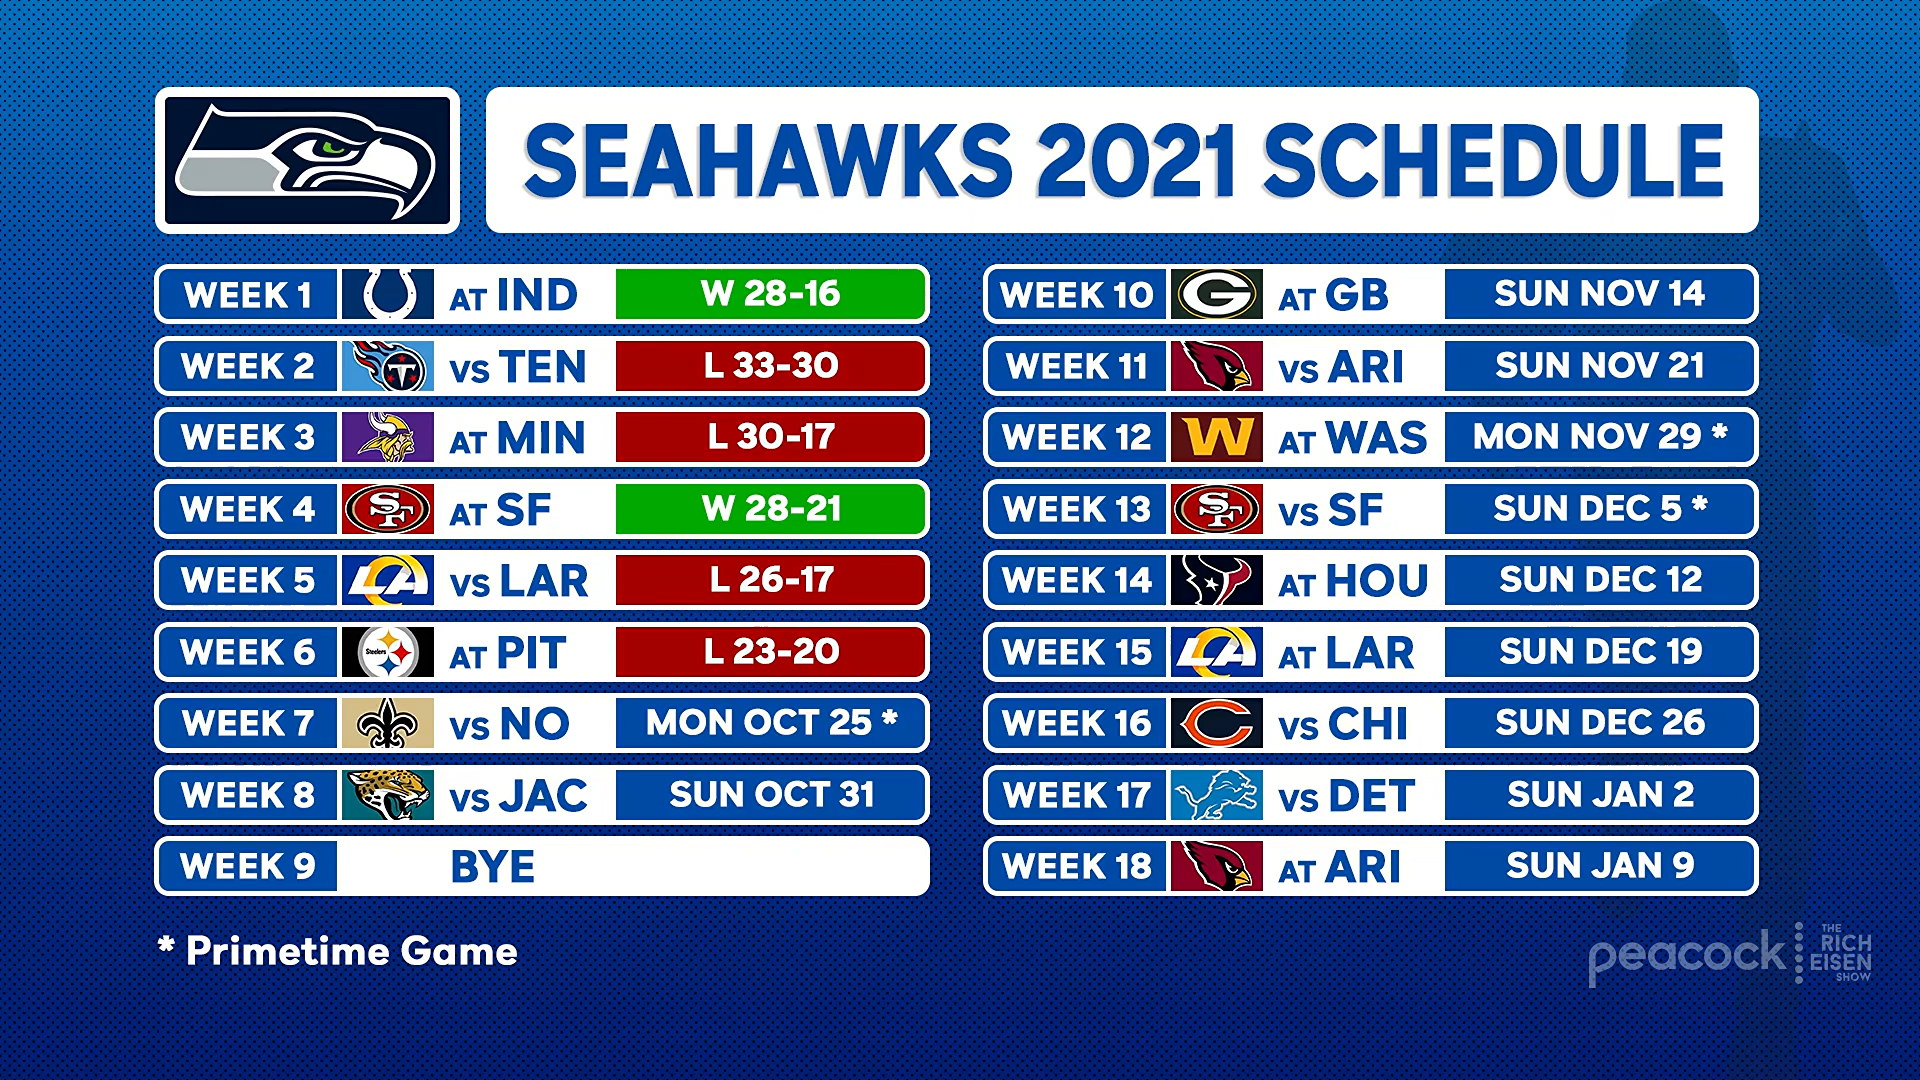 SEAHAWKS 2021 SCHEDULE
WEEK 1 AT IND W 28-16
WEEK 2 VS TEN L 33-30
WEEK 3 AT MIN L 30-17
WEEK 4 SF AT SF W 28-21
WEEK 5 LA VS LAR L 26-17
WEEK 6 Steelers AT PIT L 23-20
WEEK 7 VS NO MON OCT 25 *
WEEK 8 VS JAC SUN OCT 31
WEEK 9 BYE
WEEK 10 G AT GB SUN NOV 14
WEEK 11 VS ARI SUN NOV 21
WEEK 12 W AT WAS MON NOV 29 *
WEEK 13 SF VS SF SUN DEC 5 *
WEEK 14 AT HOU SUN DEC 12
WEEK 15 LA AT LAR SUN DEC 19
WEEK 16 C VS CHI SUN DEC 26
WEEK 17 VS DET SUN JAN 2
WEEK 18 AT ARI SUN JAN 9
* Primetime Game
peacock
THE
RICH
EISEN
SHOW